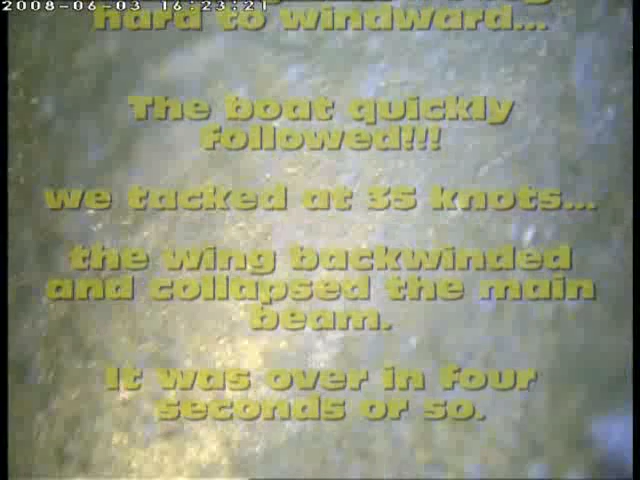 2008-06-03 16:23:21
hard to windward...
The boat quickly
followed!!!
we tacked at 35 knots...
the wing backwinded
and collapsed the main
beam.
It was over in four
seconds or so.